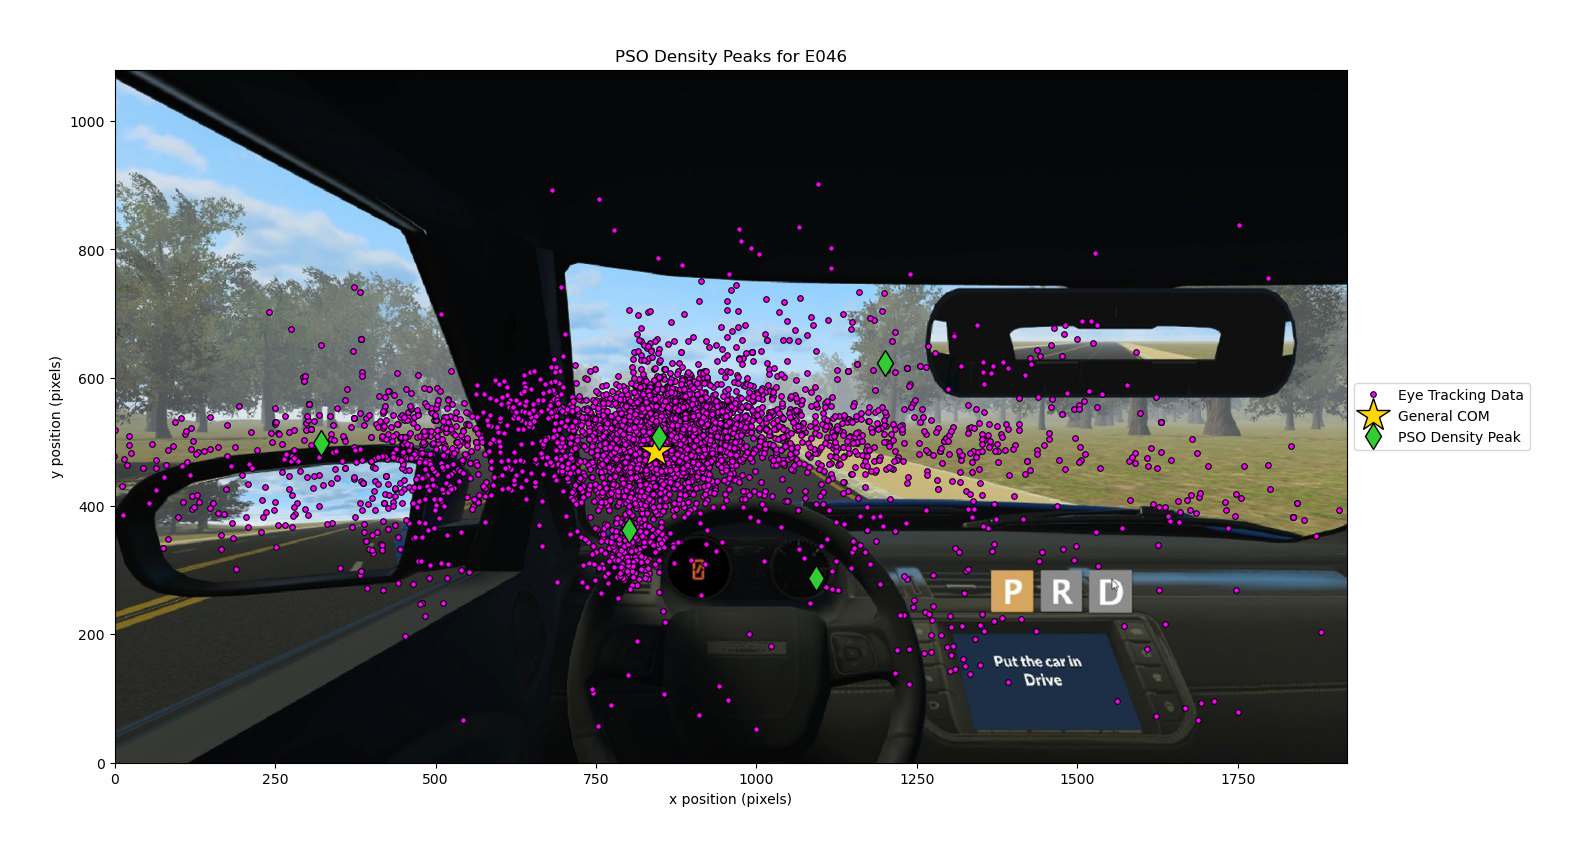 PSO Density Peaks for E046
1000
800
600
400
200
0
y position (pixels)
0 250 500 750 1000 1250 1500 1750
x position (pixels)
Eye Tracking Data
General COM
PSO Density Peak
0
P R D
Put the car in
Drive